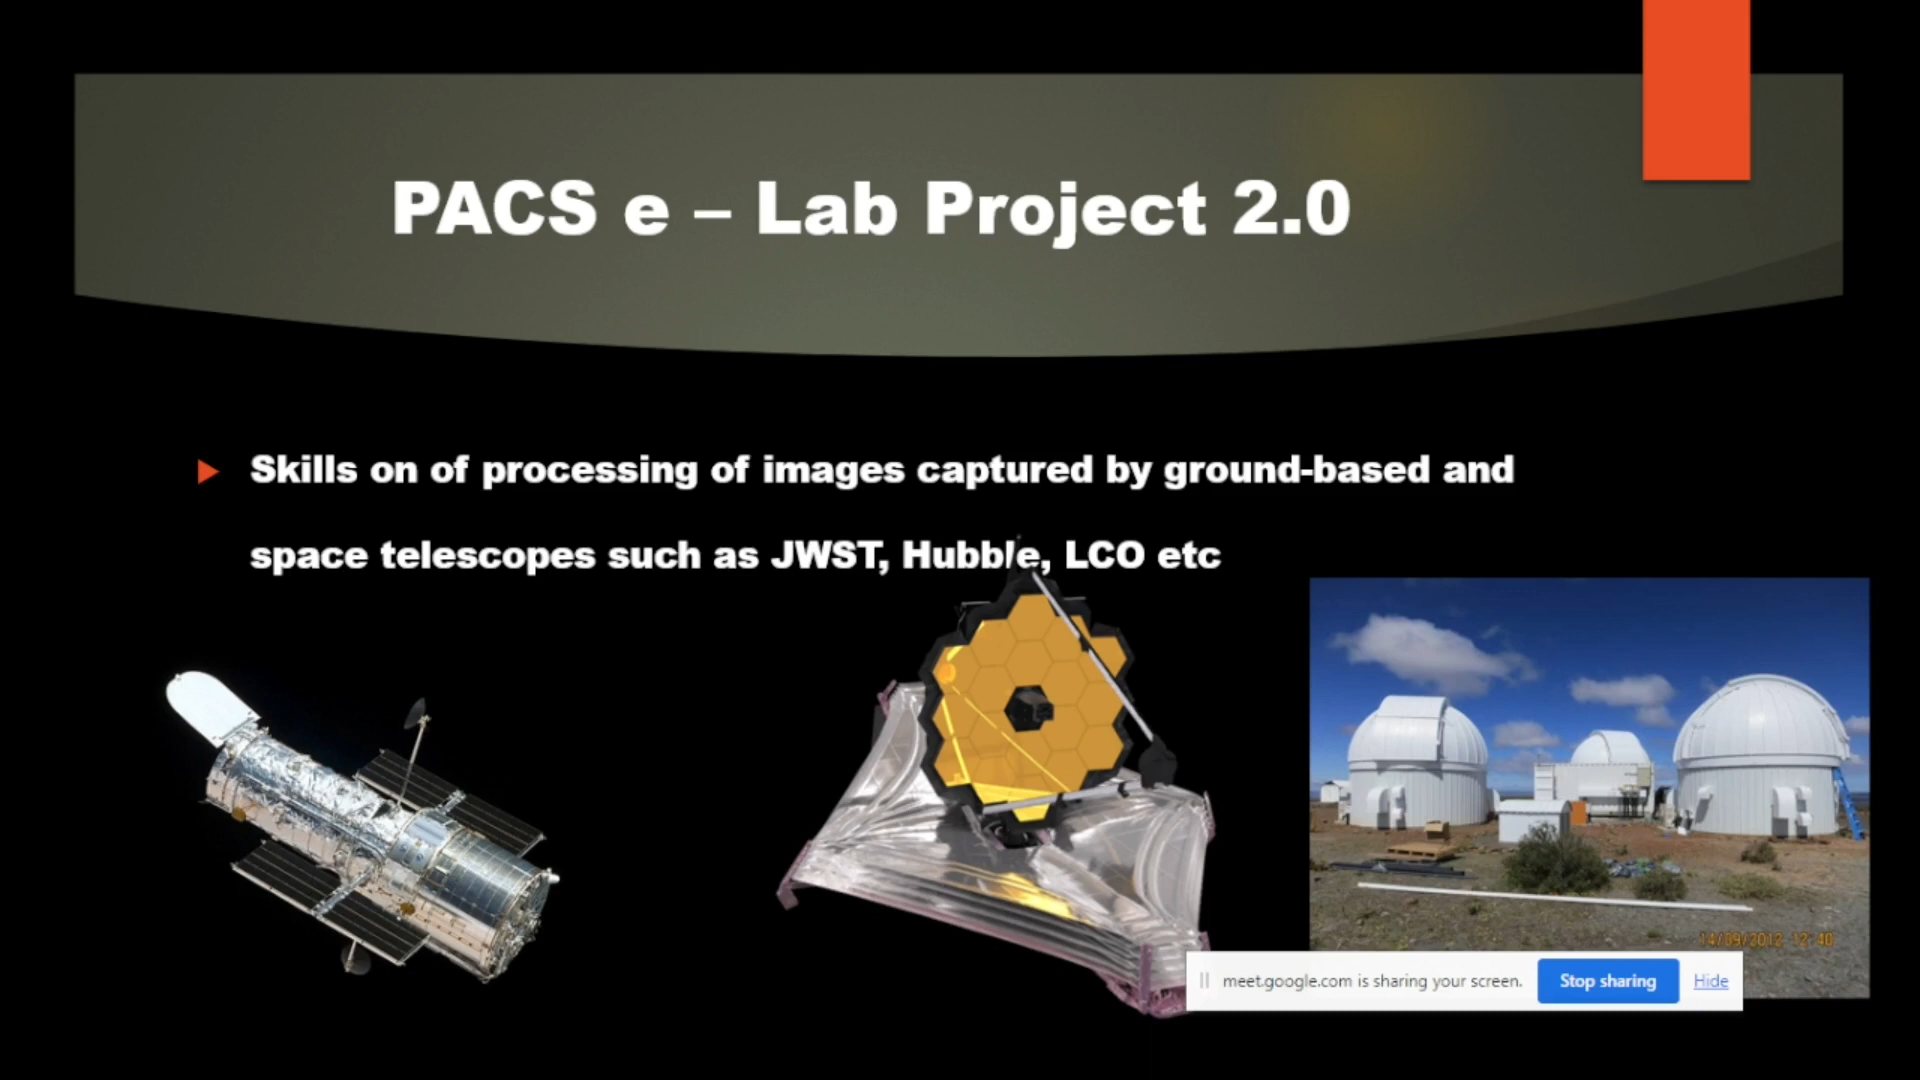 PACS e – Lab Project 2.0
Skills on of processing of images captured by ground-based and
space telescopes such as JWST, Hubble, LCO etc
14/09/2012 12:40
meet.google.com is sharing your screen.
Stop sharing
Hide